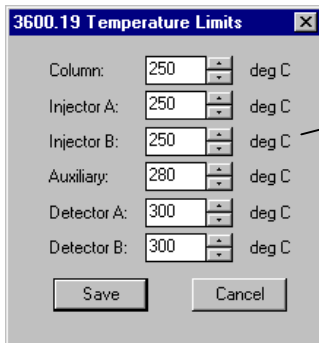 3600.19 Temperature Limits
Column: 250 deg C
Injector A: 250 deg C
Injector B: 250 deg C
Auxiliary: 280 deg C
Detector A: 300 deg C
Detector B: 300 deg C
Save Cancel